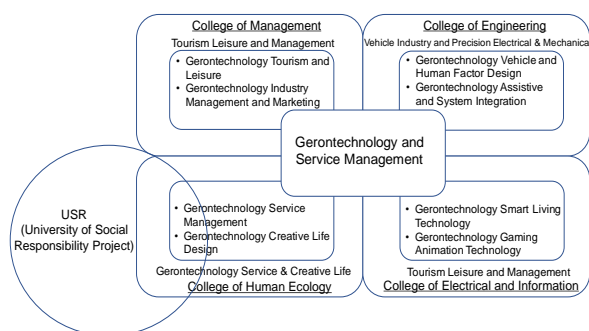 College of Management
Tourism Leisure and Management
• Gerontechnology Tourism and
Leisure
• Gerontechnology Industry
Management and Marketing
College of Engineering
Vehicle Industry and Precision Electrical & Mechanica
• Gerontechnology Vehicle and
Human Factor Design
• Gerontechnology Assistive
and System Integration
Gerontechnology and
Service Management
USR
(University of Social
Responsibility Project)
• Gerontechnology Service
Management
• Gerontechnology Creative Life
Design
Gerontechnology Service & Creative Life
College of Human Ecology
• Gerontechnology Smart Living
Technology
• Gerontechnology Gaming
Animation Technology
Tourism Leisure and Management
College of Electrical and Information